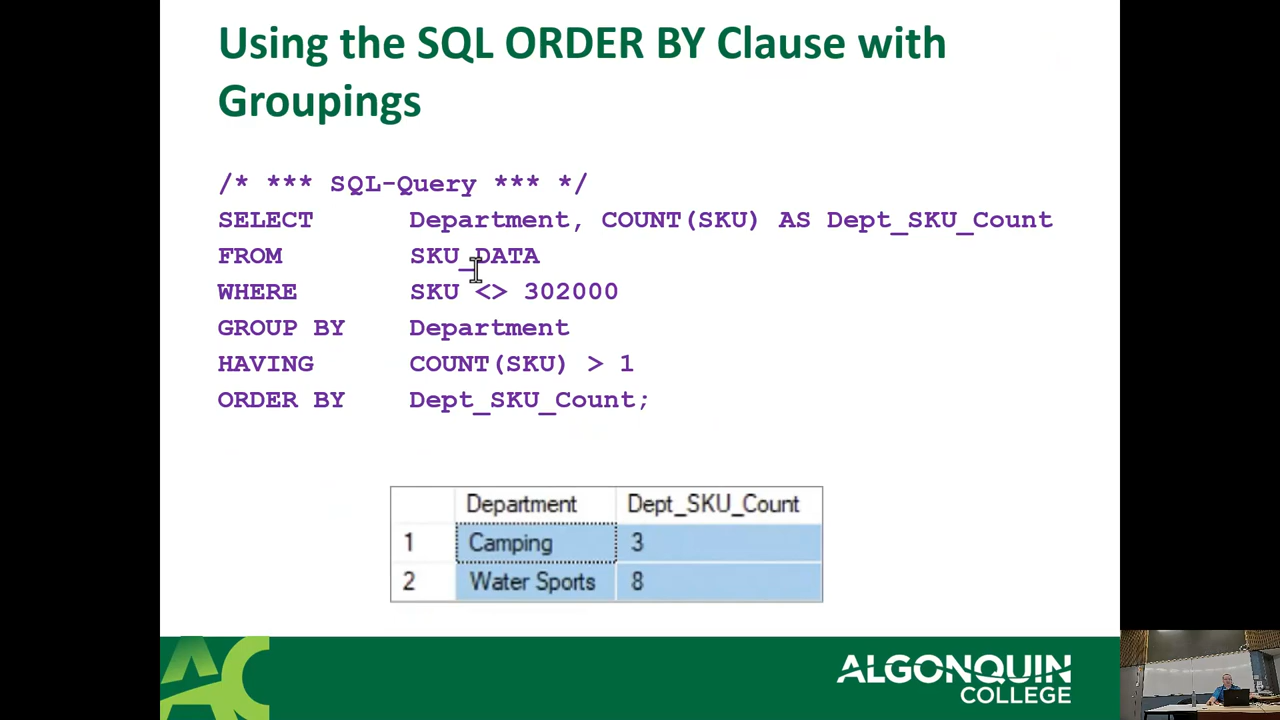 Using the SQL ORDER BY Clause with
Groupings
/* *** SQL-Query *** */
SELECT Department, COUNT(SKU) AS Dept_SKU_Count
FROM SKU_DATA
WHERE SKU <> 302000
GROUP BY Department
HAVING COUNT(SKU) > 1
ORDER BY Dept_SKU_Count;
Department Dept_SKU_Count
1 Camping 3
2 Water Sports 8
AC
ALGONQUIN
COLLEGE